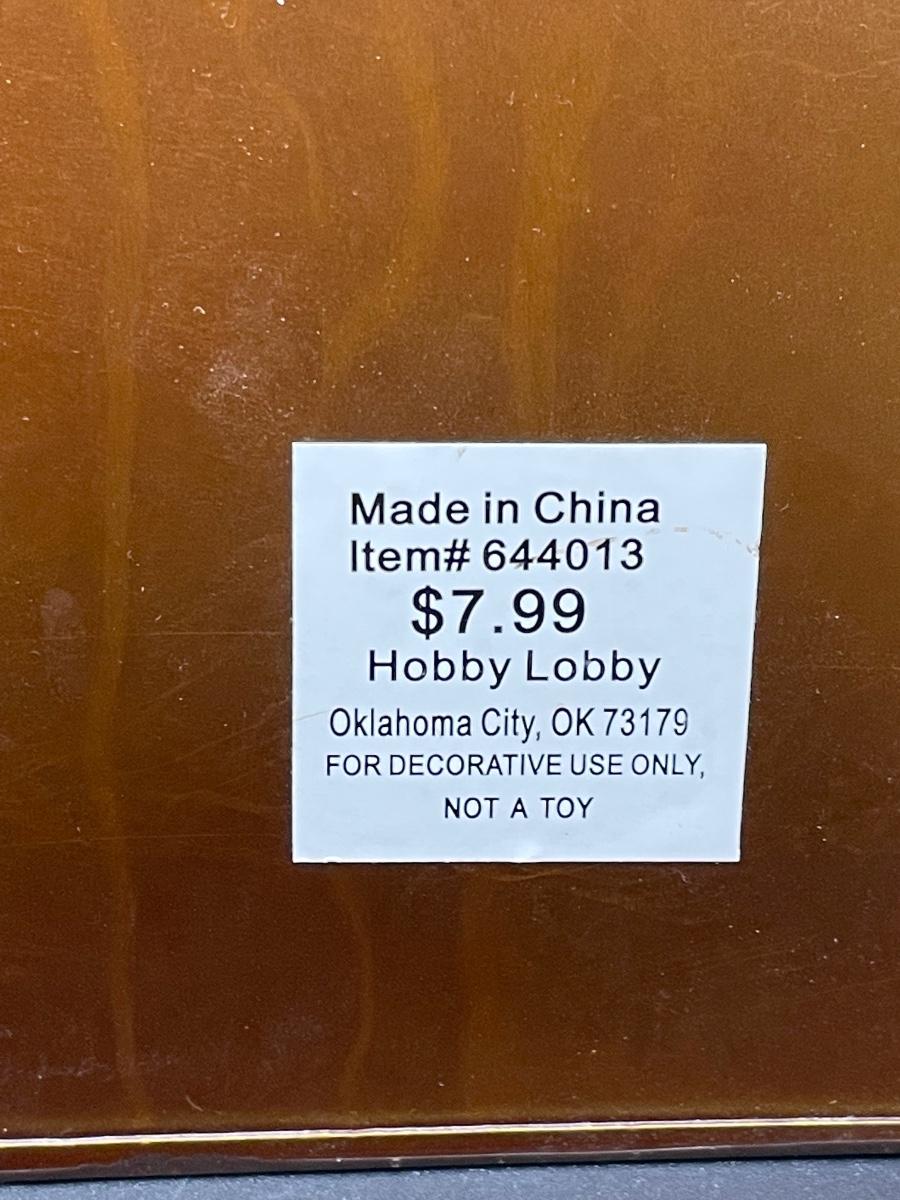 Made in China
Item# 644013
$7.99
Hobby Lobby
Oklahoma City, OK 73179
FOR DECORATIVE USE ONLY,
NOT A TOY